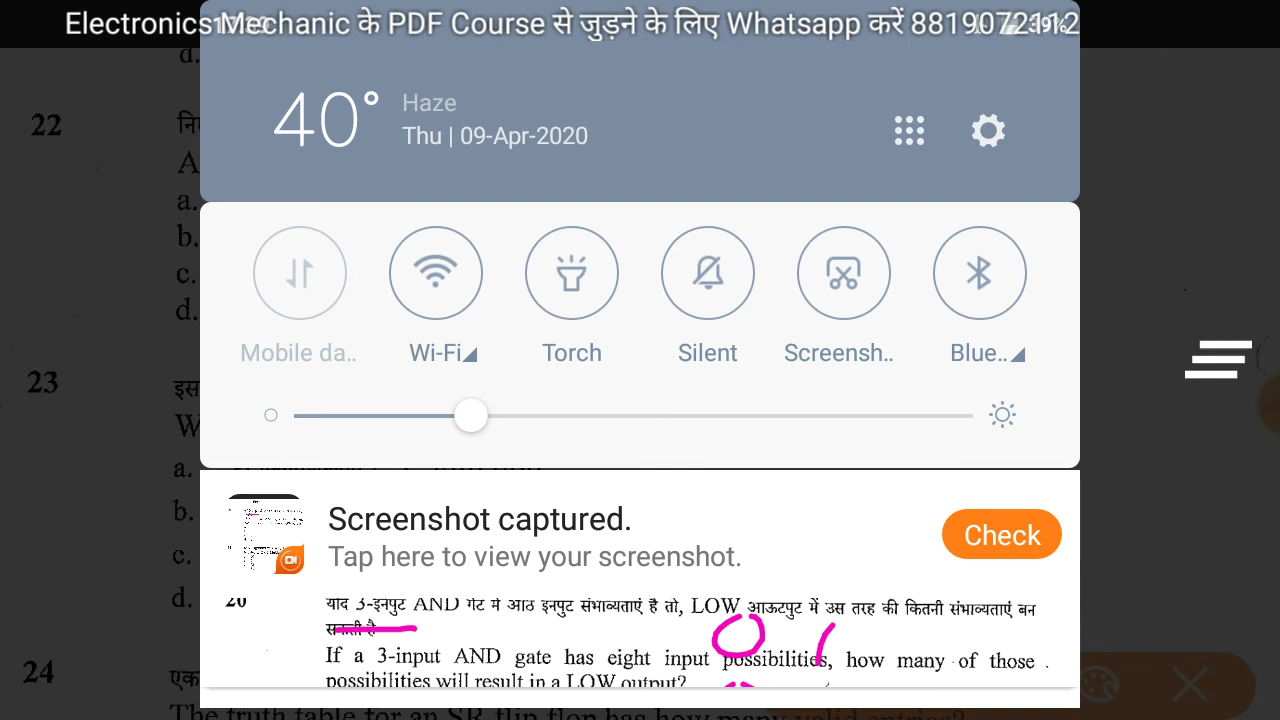 Electronics Mechanic के PDF Course से जुड़ने के लिए Whatsapp करें 8819072112
39%
d.
40° Haze
Thu | 09-Apr-2020
22
A
a.
b.
c.
d.
Mobile da.. Wi-Fi Torch Silent Screensh.. Blue..
23
इस
W
a.
b.
c.
d.
Screenshot captured.
Tap here to view your screenshot.
Check
20 यदि 3-इनपुट AND गेट में आठ इनपुट संभाव्यताएं है तो, LOW आऊटपुट में उस तरह की कितनी संभाव्यताएं बन
सकती है
If a 3-input AND gate has eight input possibilities, how many of those
possibilities will result in a LOW output?
24 एक
The truth table for an SR flip flop has how many valid entries?